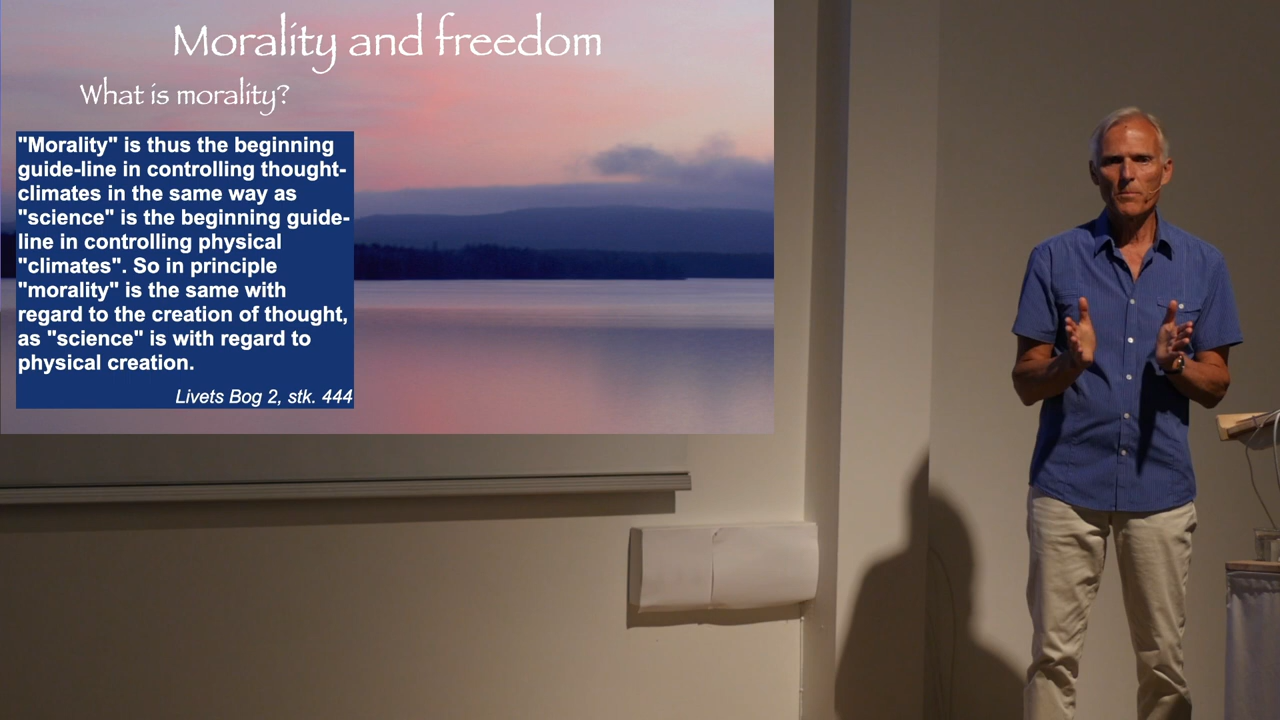 Morality and freedom
What is morality?
"Morality" is thus the beginning
guide-line in controlling thought-
climates in the same way as
"science" is the beginning guide-
line in controlling physical
"climates". So in principle
"morality" is the same with
regard to the creation of thought,
as "science" is with regard to
physical creation.
Livets Bog 2, stk. 444